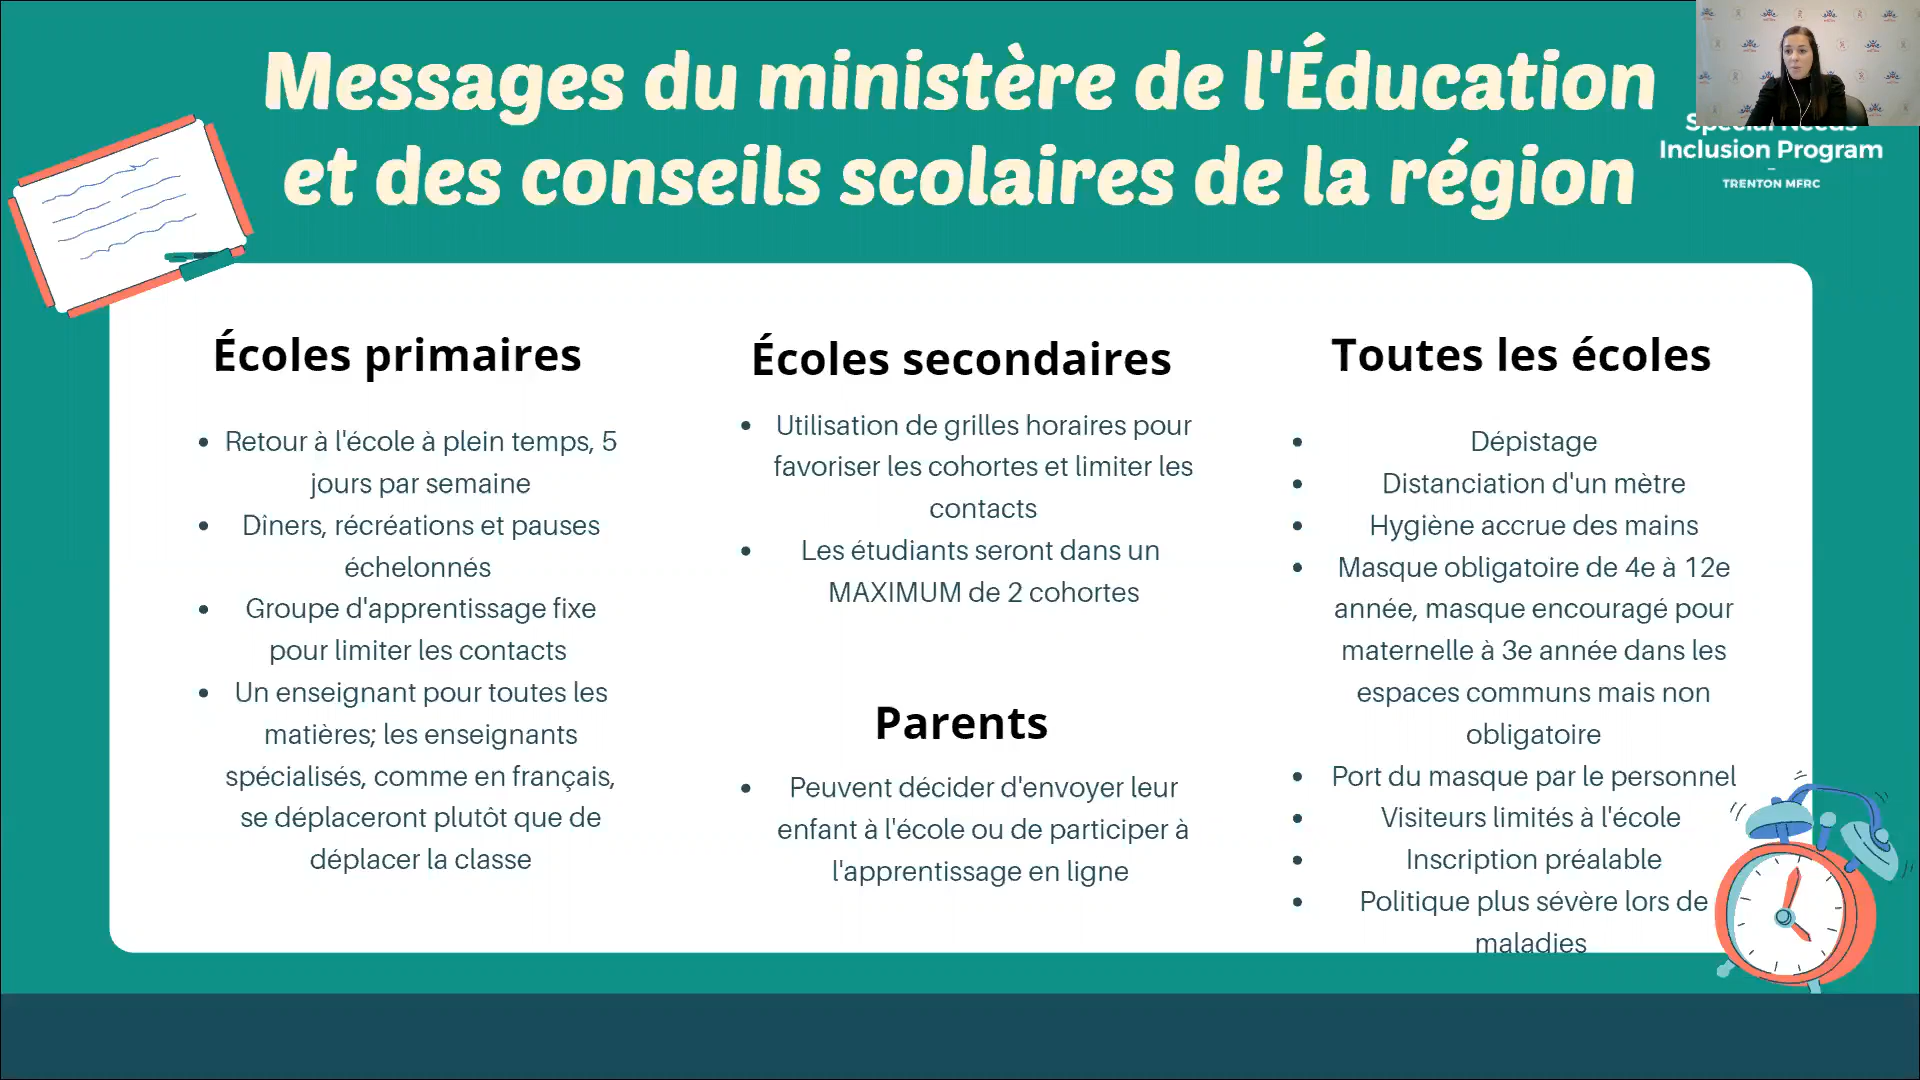 Messages du ministère de l'Éducation
et des conseils scolaires de la région
Special Needs
Inclusion Program
TRENTON MFRC
Écoles primaires
• Retour à l'école à plein temps, 5
jours par semaine
• Dîners, récréations et pauses
échelonnés
• Groupe d'apprentissage fixe
pour limiter les contacts
• Un enseignant pour toutes les
matières; les enseignants
spécialisés, comme en français,
se déplaceront plutôt que de
déplacer la classe
Écoles secondaires
• Utilisation de grilles horaires pour
favoriser les cohortes et limiter les
contacts
• Les étudiants seront dans un
MAXIMUM de 2 cohortes
Parents
• Peuvent décider d'envoyer leur
enfant à l'école ou de participer à
l'apprentissage en ligne
Toutes les écoles
• Dépistage
• Distanciation d'un mètre
• Hygiène accrue des mains
• Masque obligatoire de 4e à 12e
année, masque encouragé pour
maternelle à 3e année dans les
espaces communs mais non
obligatoire
• Port du masque par le personnel
• Visiteurs limités à l'école
• Inscription préalable
• Politique plus sévère lors de
maladies